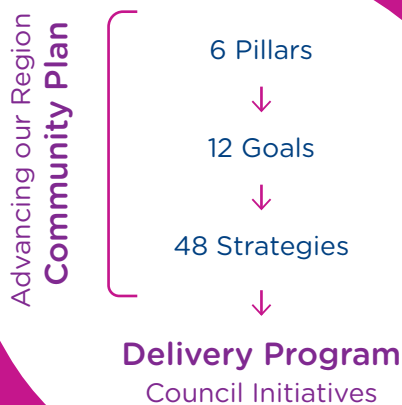 Advancing our Region
Community Plan
6 Pillars
12 Goals
48 Strategies
Delivery Program
Council Initiatives